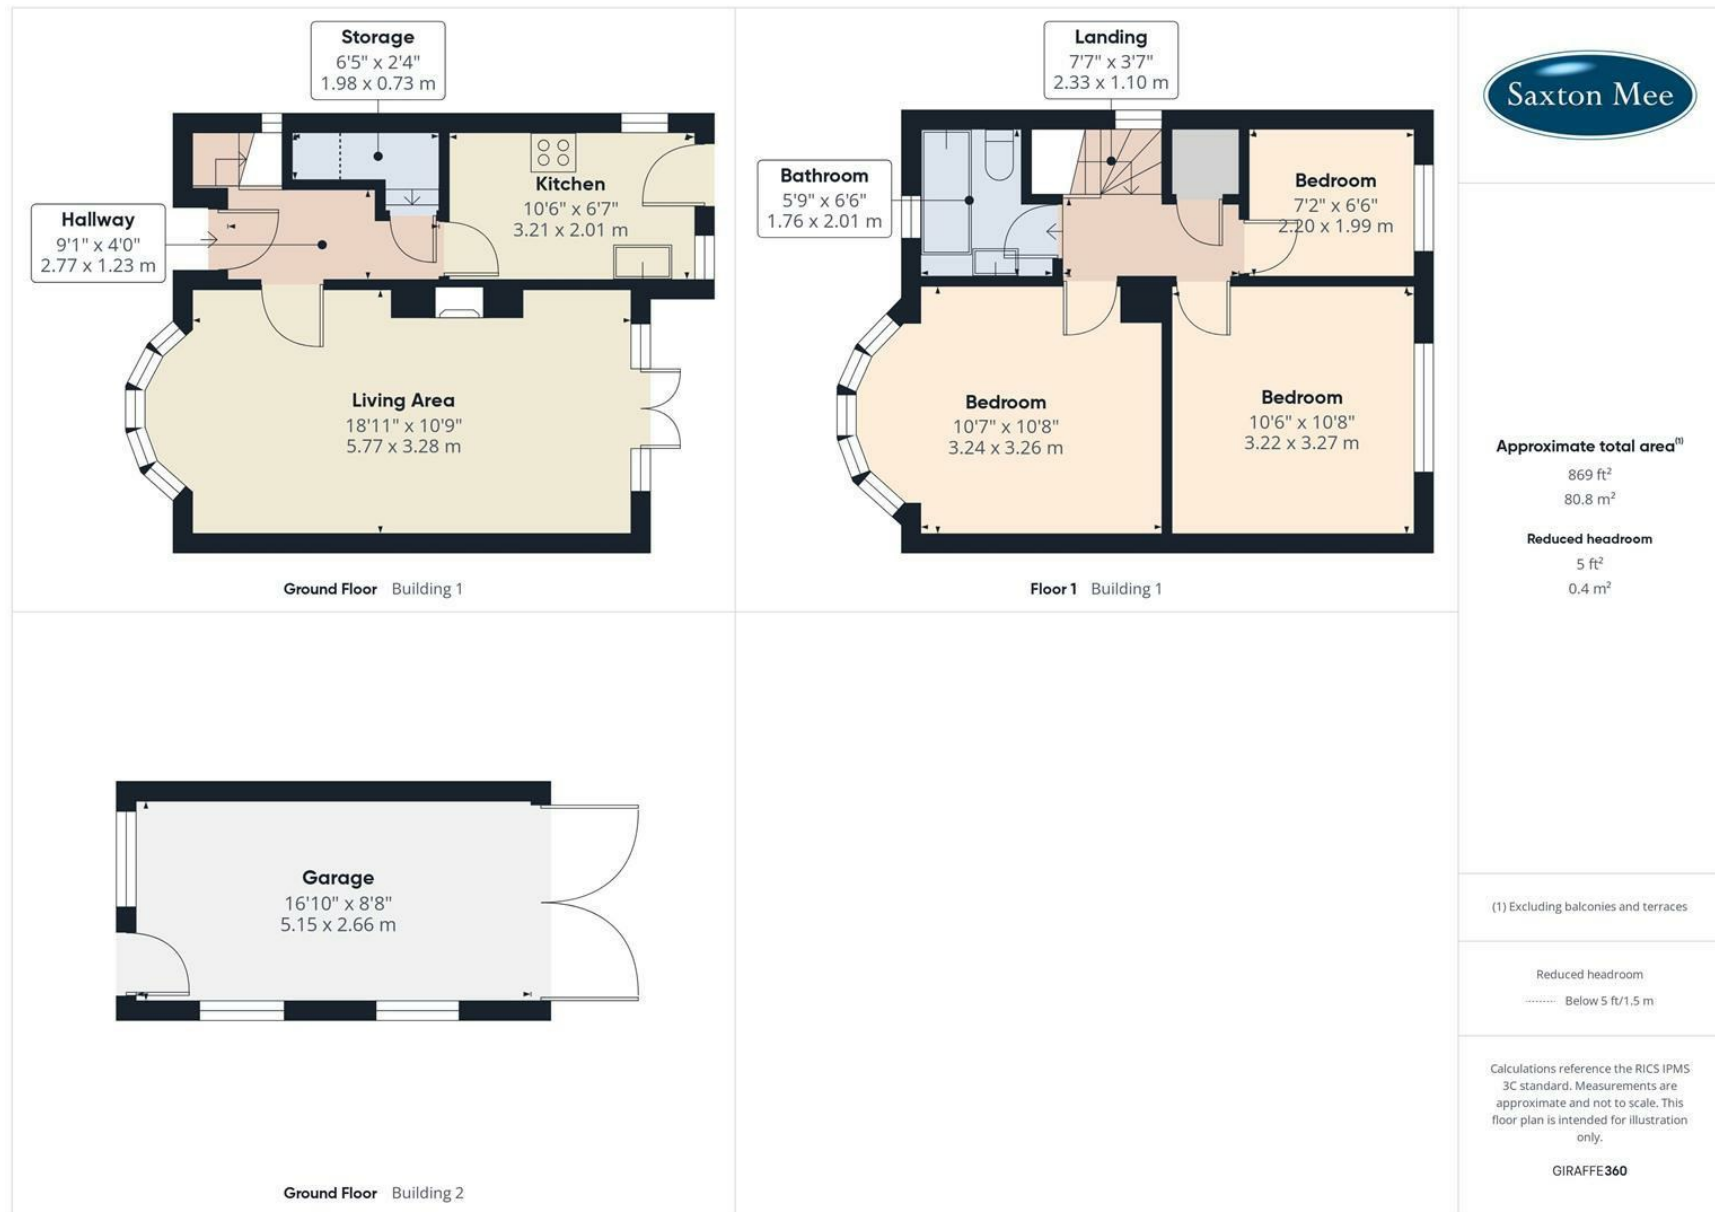 Storage
6'5" x 2'4"
1.98 x 0.73 m
Hallway
9'1" x 4'0"
2.77 x 1.23 m
Kitchen
10'6" x 6'7"
3.21 x 2.01 m
Living Area
18'11" x 10'9"
5.77 x 3.28 m
Ground Floor Building 1
Landing
7'7" x 3'7"
2.33 x 1.10 m
Bathroom
5'9" x 6'6"
1.76 x 2.01 m
Bedroom
7'2" x 6'6"
2.20 x 1.99 m
Bedroom
10'7" x 10'8"
3.24 x 3.26 m
Bedroom
10'6" x 10'8"
3.22 x 3.27 m
Floor 1 Building 1
Garage
16'10" x 8'8"
5.15 x 2.66 m
Ground Floor Building 2
Saxton Mee
Approximate total area(1)
869 ft²
80.8 m²
Reduced headroom
5 ft²
0.4 m²
(1) Excluding balconies and terraces
Reduced headroom
Below 5 ft/1.5 m
Calculations reference the RICS IPMS
3C standard. Measurements are
approximate and not to scale. This
floor plan is intended for illustration
only.
GIRAFFE360